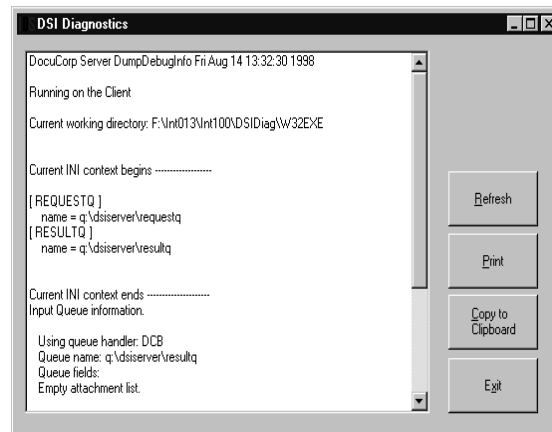 DSI Diagnostics
DocuCorp Server DumpDebugInfo Fri Aug 14 13:32:30 1998
Running on the Client
Current working directory: F:\Int013\Int100\DSIDiag\W32EXE
Current INI context begins ------------------
[ REQUESTQ ]
name = q:\dsiserver\requestq
[ RESULTQ ]
name = q:\dsiserver\resultq
Current INI context ends --------------------
Input Queue information.
Using queue handler: DCB
Queue name: q:\dsiserver\resultq
Queue fields:
Empty attachment list.
Refresh
Print
Copy to
Clipboard
Exit